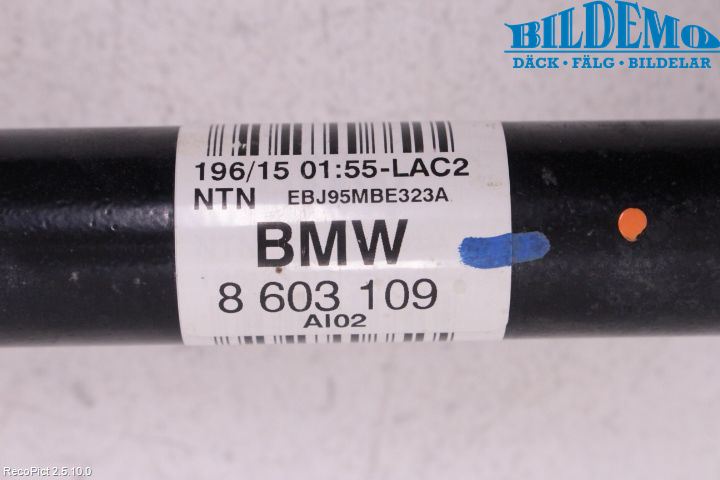 BILDEMO
DÄCK • FÄLG • BILDELAR
196/15 01:55-LAC2
NTN EBJ95MBE323A
BMW
8 603 109
AI02
RecoPict 2.5.10.0